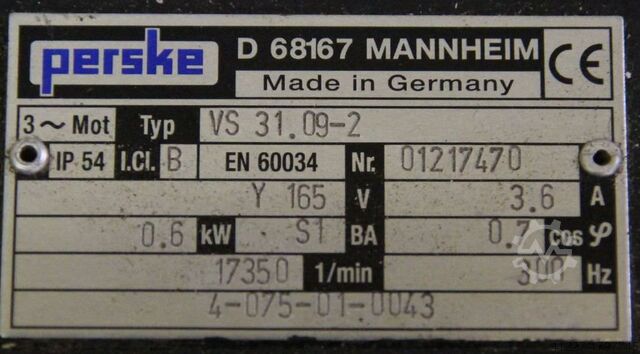 perske D 68167 MANNHEIM CE
Made in Germany
3 ~ Mot Typ VS 31.09-2
IP 54 I.Cl. B EN 60034 Nr. 01217470
Y 165 V 3.6 A
0.6 kW S1 BA 0.7 cos φ
17350 1/min 300 Hz
4-075-01-0043